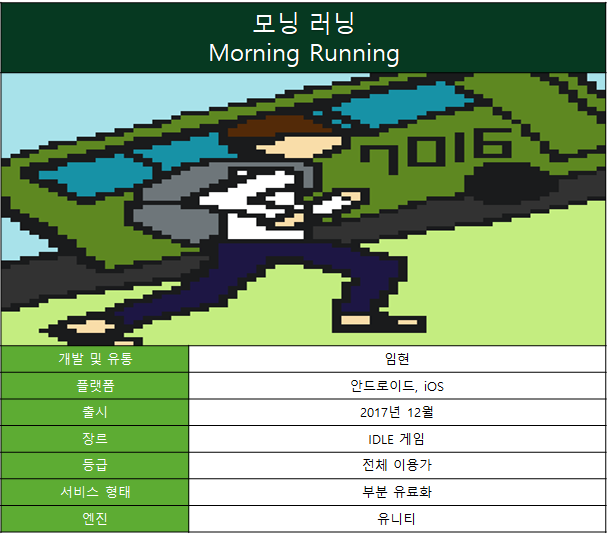 모닝 러닝
Morning Running
7016
개발 및 유통 임현
플랫폼 안드로이드, iOS
출시 2017년 12월
장르 IDLE 게임
등급 전체 이용가
서비스 형태 부분 유료화
엔진 유니티